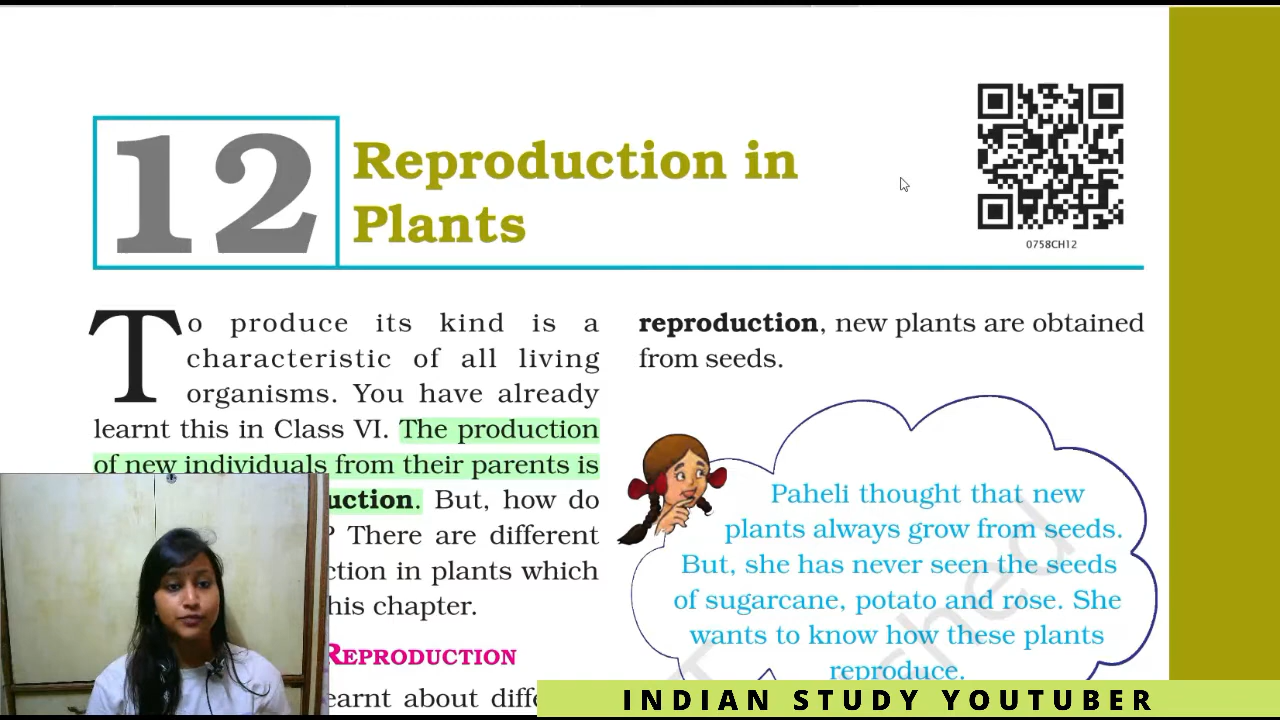 12
Reproduction in
Plants
0758CH12
To produce its kind is a
characteristic of all living
organisms. You have already
learnt this in Class VI. The production
of new individuals from their parents is
uction. But, how do
? There are different
ction in plants which
his chapter.
REPRODUCTION
earnt about diffe
reproduction, new plants are obtained
from seeds.
Paheli thought that new
plants always grow from seeds.
But, she has never seen the seeds
of sugarcane, potato and rose. She
wants to know how these plants
reproduce.
INDIAN STUDY YOUTUBER